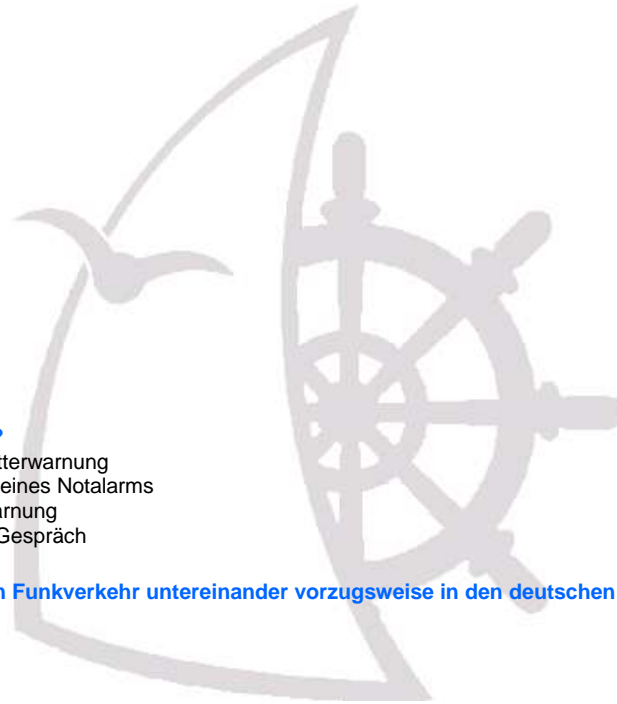 tterwarnung
eines Notalarms
arnung
Gespräch
n Funkverkehr untereinander vorzugsweise in den deutschen